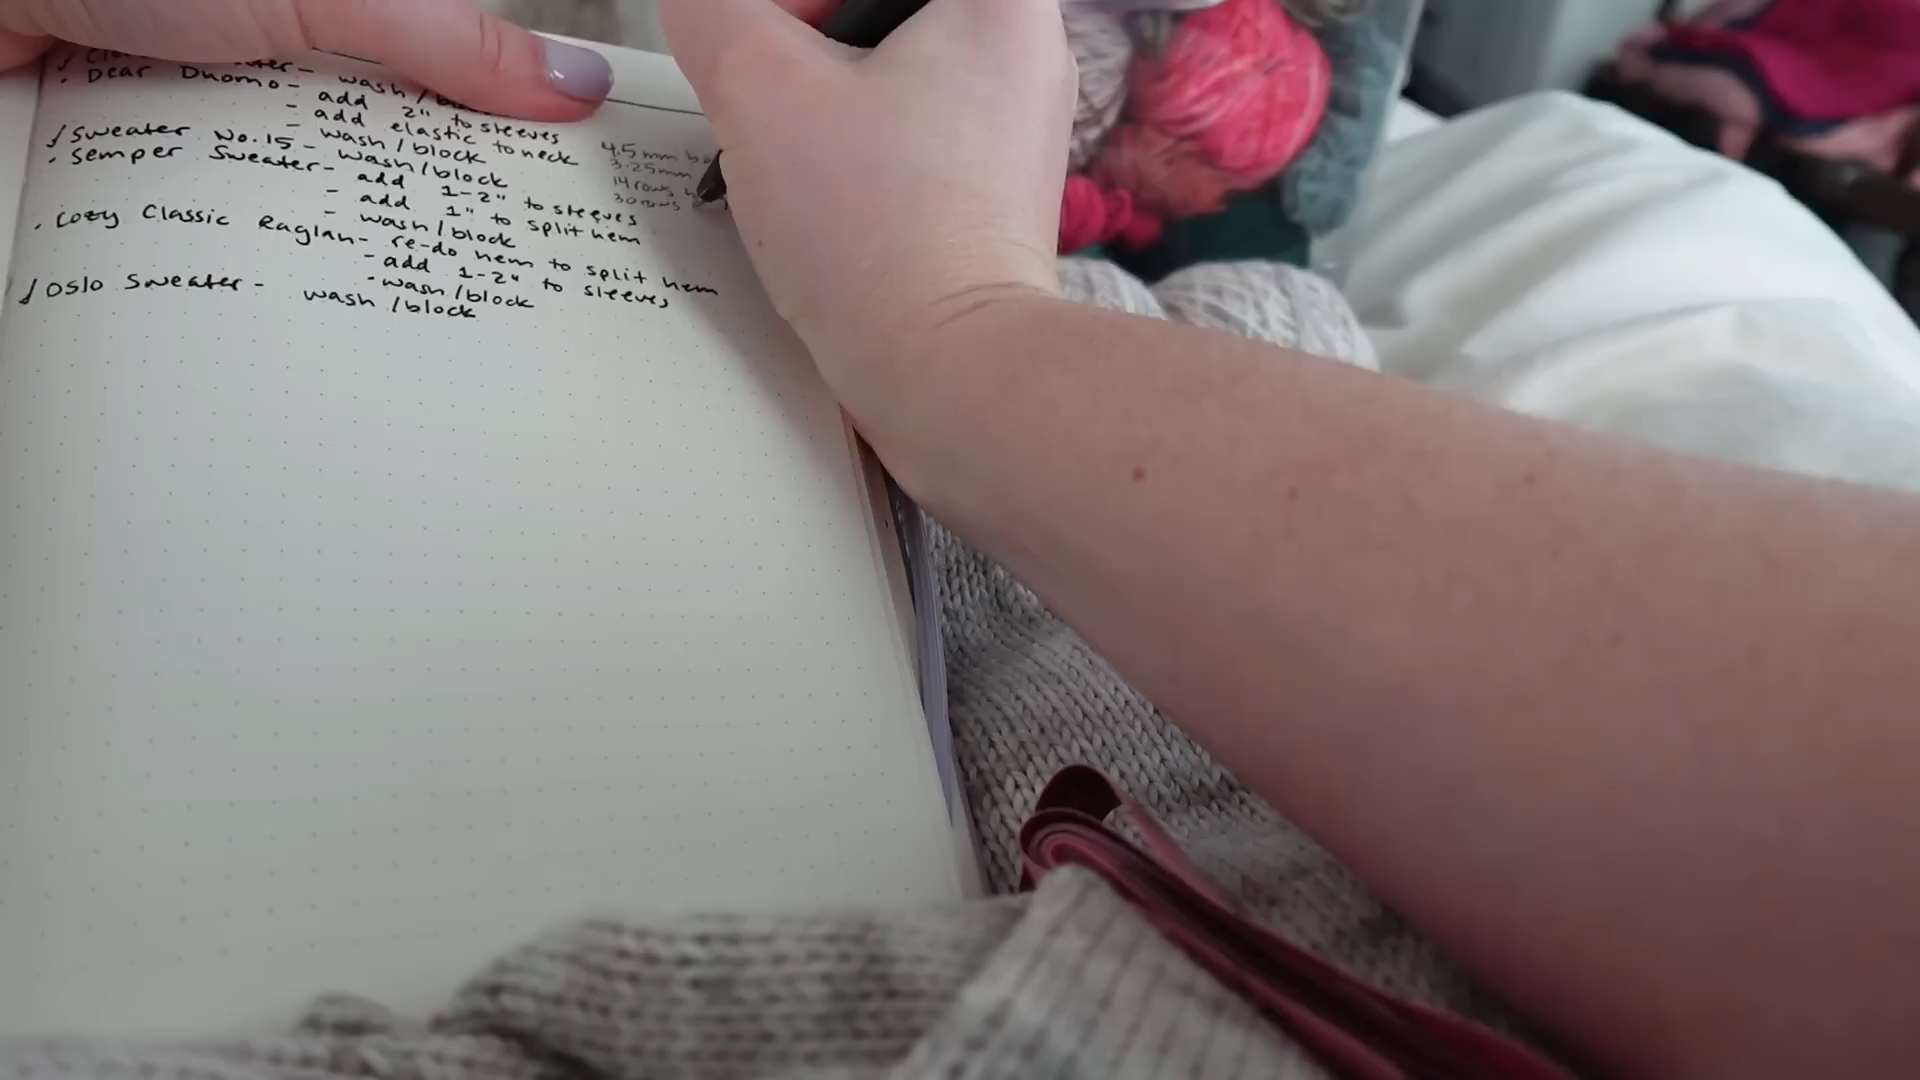 wash /
· Dear Duomo - add 2" to sleeves
- add elastic to neck
√ Sweater No. 15 - wash / block
· Semper Sweater - wash/block
- add 1-2" to sleeves
- add 1" to split hem
- wash/block
· Cozy Classic Raglan - re-do hem to split hem
- add 1-2" to sleeves
- wash/block
√ Oslo Sweater - wash /block
4.5 mm
3.25mm
14 rows
30 rows